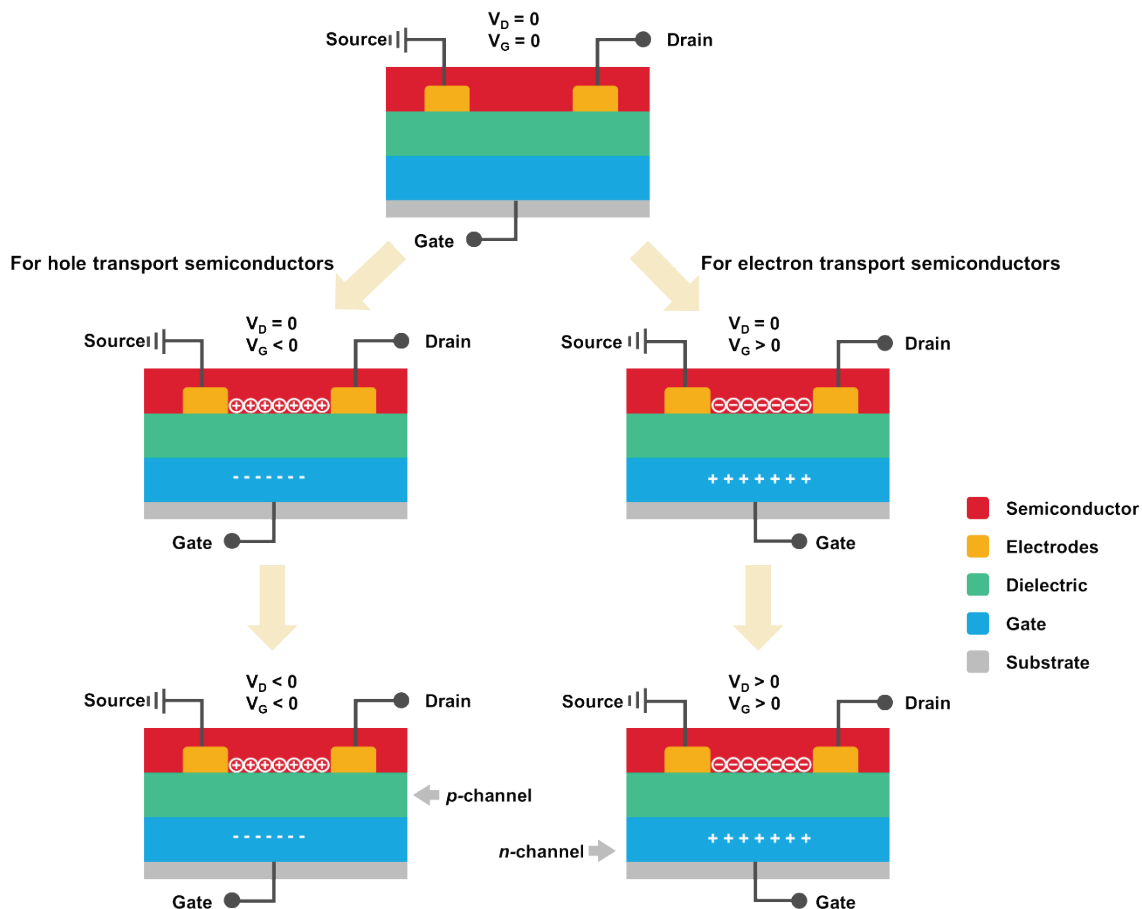 V_D = 0
V_G = 0
Source
Drain
Gate
For hole transport semiconductors
For electron transport semiconductors
V_D = 0
V_G < 0
Source
Drain
+ + + + + + +
- - - - - - -
Gate
V_D = 0
V_G > 0
Source
Drain
− − − − − − −
+ + + + + + +
Gate
Semiconductor
Electrodes
Dielectric
Gate
Substrate
V_D < 0
V_G < 0
Source
Drain
+ + + + + + +
- - - - - - -
p-channel
Gate
V_D > 0
V_G > 0
Source
Drain
− − − − − − −
+ + + + + + +
n-channel
Gate